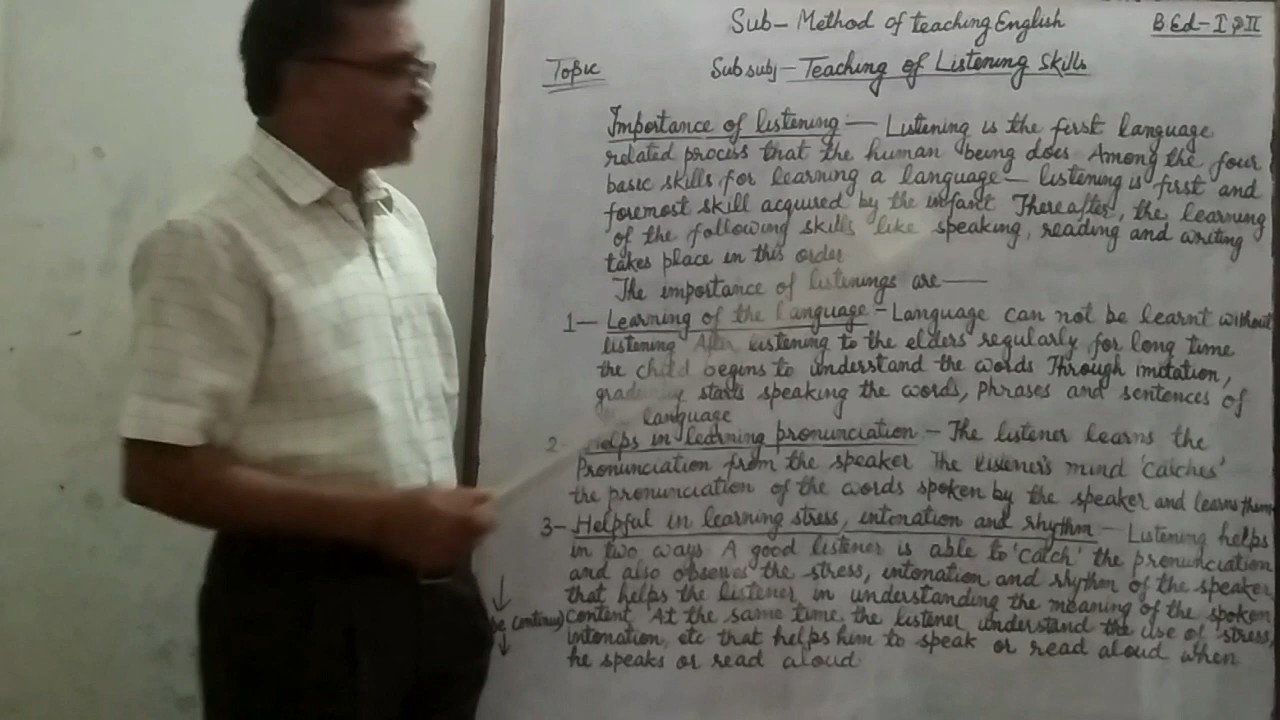 Sub- Method of teaching English
B Ed-I & II
Topic
Sub subj - Teaching of Listening Skills
Importance of listening — Listening is the first language
related process that the human being does. Among the four
basic skills for learning a language — listening is first and
foremost skill acquired by the infant Thereafter, the learning
of the following skills like speaking, reading and writing
takes place in this order
The importance of listenings are —
1— Learning of the Language - Language can not be learnt without
listening After listening to the elders regularly for long time
the child begins to understand the words Through imitation,
gradually starts speaking the words, phrases and sentences of
language
2- Helps in learning pronunciation - The listener learns the
Pronunciation from the speaker The listener's mind 'catches'
the pronunciation of the words spoken by the speaker and learns them
3- Helpful in learning stress, intonation and rhythm - Listening helps
in two ways A good listener is able to 'catch' the pronunciation
and also observes the stress, intonation and rhythm of the speaker,
that helps the listener in understanding the meaning of the spoken
content At the same time, the listener understand the use of stress,
intonation, etc that helps him to speak or read aloud when
he speaks or read aloud
be continue)